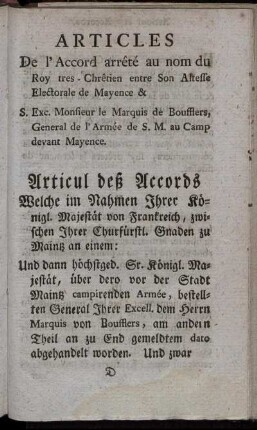 ARTICLES
De l'Accord arrêté au nom du
Roy tres-Chrêtien entre Son Altesse
Electorale de Mayence &
S. Exc. Monsieur le Marquis de Boufflers,
General de l'Armée de S. M. au Camp
devant Mayence.
Articul deß Accords
Welche im Nahmen Ihrer Kö-
nigl. Majestät von Frankreich, zwi-
schen Ihrer Churfürstl. Gnaden zu
Maintz an einem:
Und dann höchstged. Sr. Königl. Ma-
jestät, über dero vor der Stadt
Maintz campirenden Armée, bestell-
ten General Ihrer Excell. dem Herrn
Marquis von Boufflers, am andern
Theil an zu End gemeldtem dato
abgehandelt worden. Und zwar
D